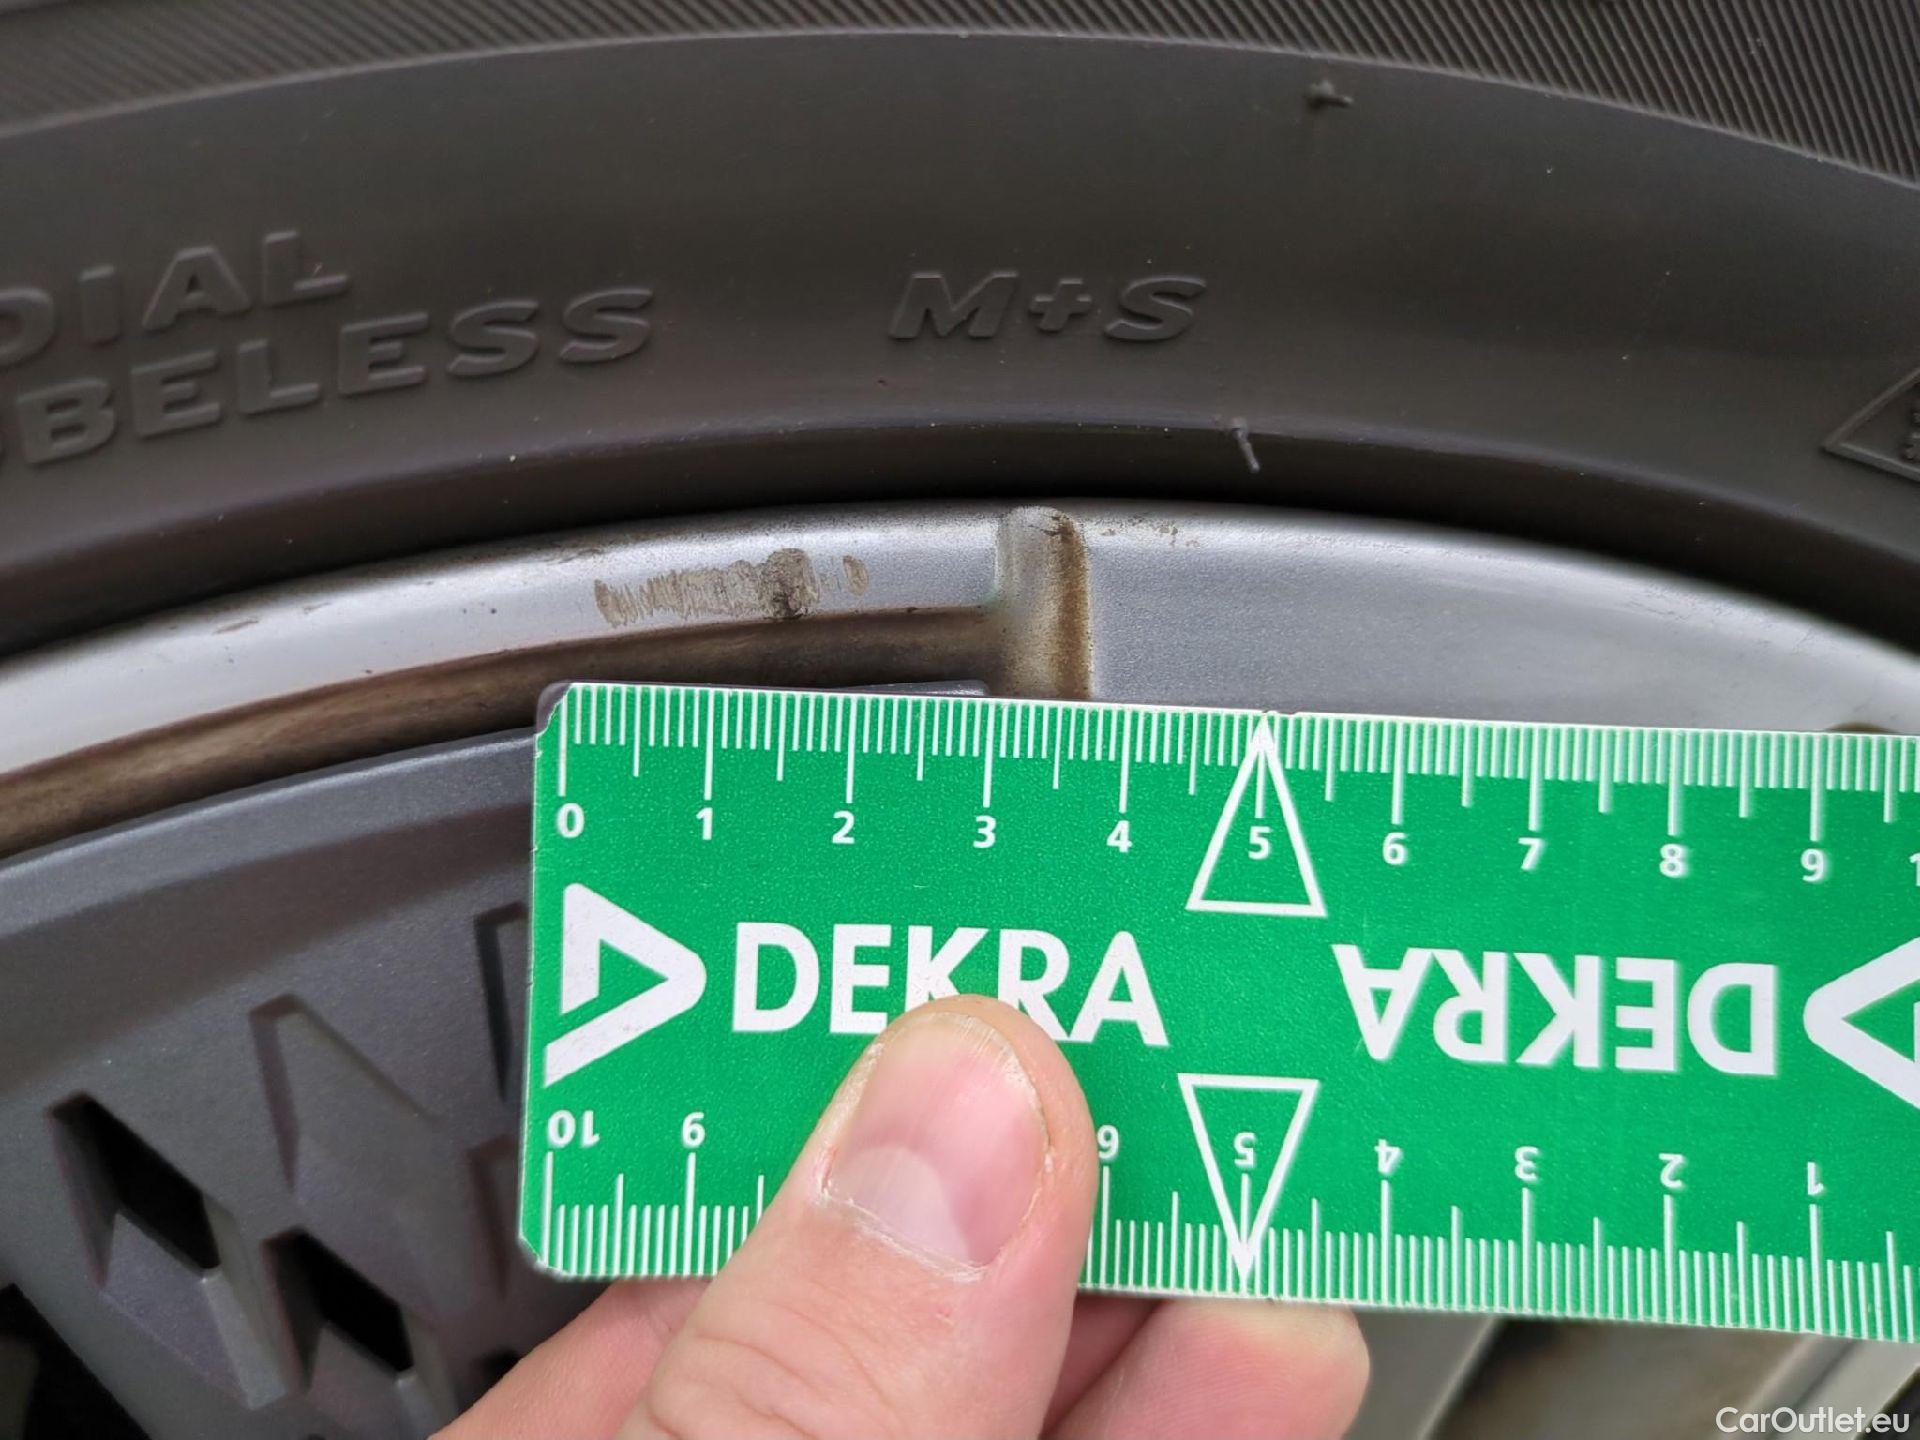 DIAL
BELESS
M+S
0 1 2 3 4 5 6 7 8 9
DEKRA
DEKRA
10 9 6 5 4 3 2 1
CarOutlet.eu